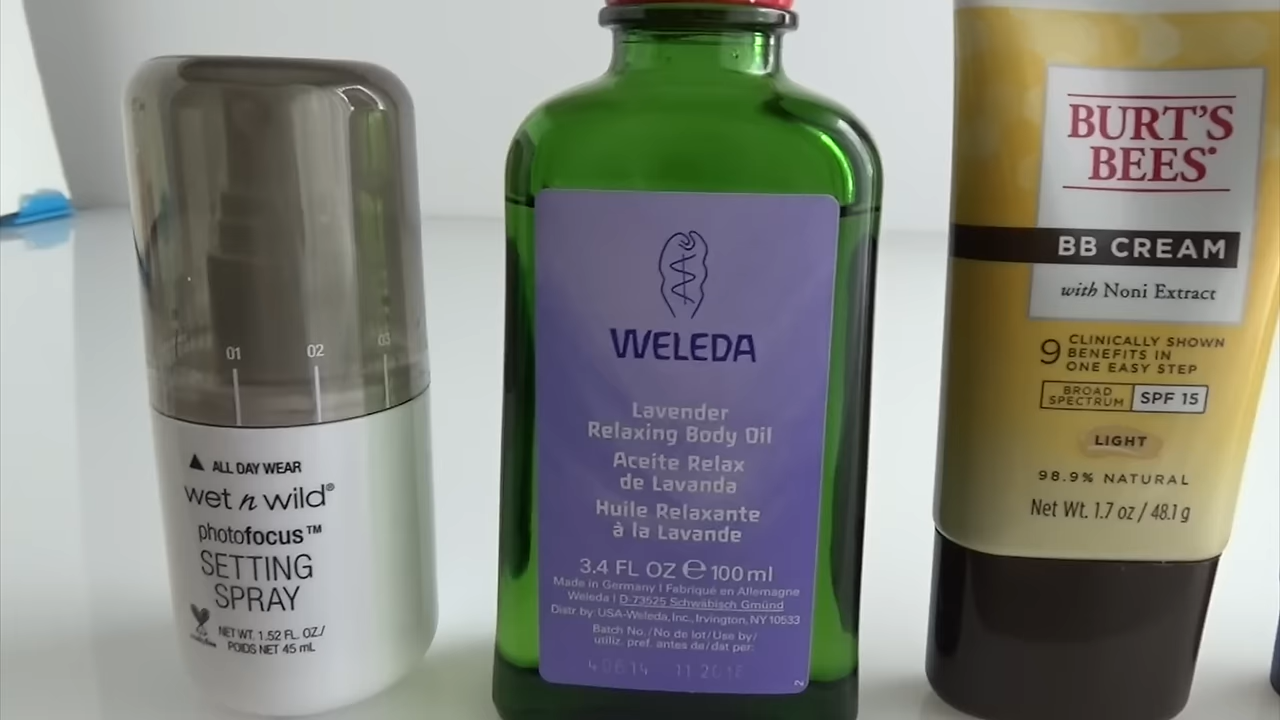 01
02
03
ALL DAY WEAR
wet n wild®
photofocus™
SETTING
SPRAY
NET WT. 1.52 FL. OZ./
POIDS NET 45 mL
WELEDA
Lavender
Relaxing Body Oil
Aceite Relax
de Lavanda
Huile Relaxante
à la Lavande
3.4 FL OZ ℮ 100 ml
Made in Germany | Fabriqué en Allemagne
Weleda | D-73525 Schwäbisch Gmünd
Distr by: USA-Weleda, Inc., Irvington, NY 10533
Batch No./No de lot/Use by/
utiliz. pref. antes de/dat per:
11 2016
2
BURT'S
BEES®
BB CREAM
with Noni Extract
9 CLINICALLY SHOWN
BENEFITS IN
ONE EASY STEP
BROAD
SPECTRUM
SPF 15
LIGHT
98.9% NATURAL
Net Wt. 1.7 oz / 48.1 g